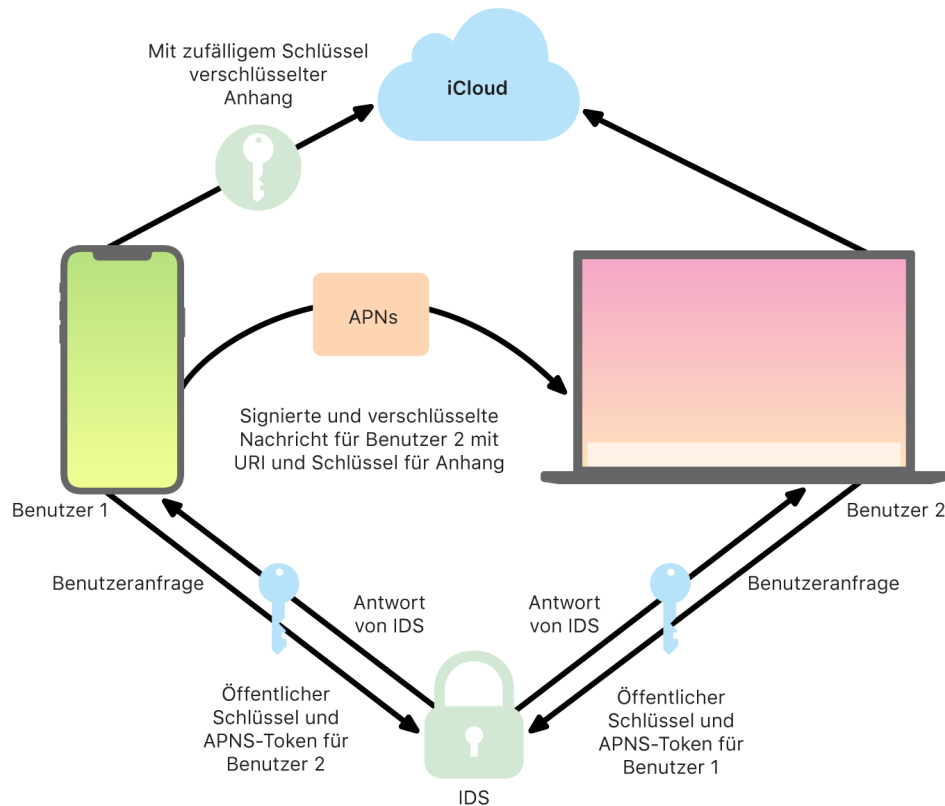 Mit zufälligem Schlüssel
verschlüsselter
Anhang
iCloud
APNs
Signierte und verschlüsselte
Nachricht für Benutzer 2 mit
URI und Schlüssel für Anhang
Benutzer 1
Benutzer 2
Benutzeranfrage
Benutzeranfrage
Antwort
von IDS
Antwort
von IDS
Öffentlicher
Schlüssel und
APNS-Token für
Benutzer 2
Öffentlicher
Schlüssel und
APNS-Token für
Benutzer 1
IDS